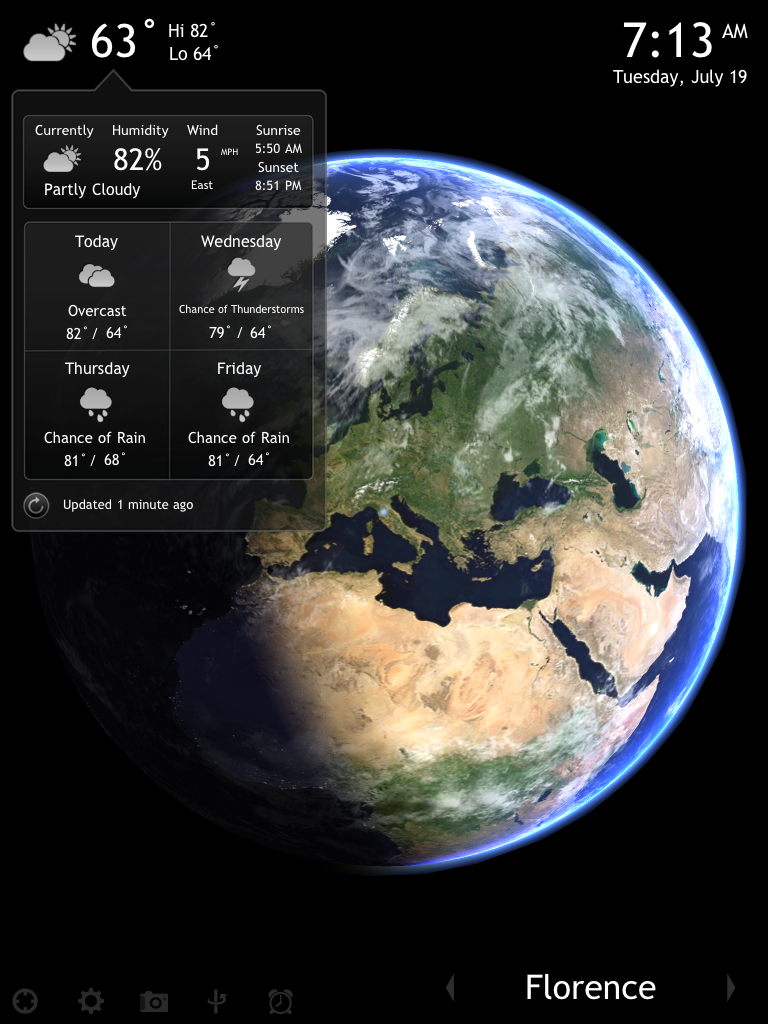 63° Hi 82°
Lo 64°
7:13 AM
Tuesday, July 19
Currently Humidity Wind Sunrise
82% 5 MPH 5:50 AM
Sunset
Partly Cloudy East 8:51 PM
Today Wednesday
Overcast Chance of Thunderstorms
82° / 64° 79° / 64°
Thursday Friday
Chance of Rain Chance of Rain
81° / 68° 81° / 64°
Updated 1 minute ago
Florence